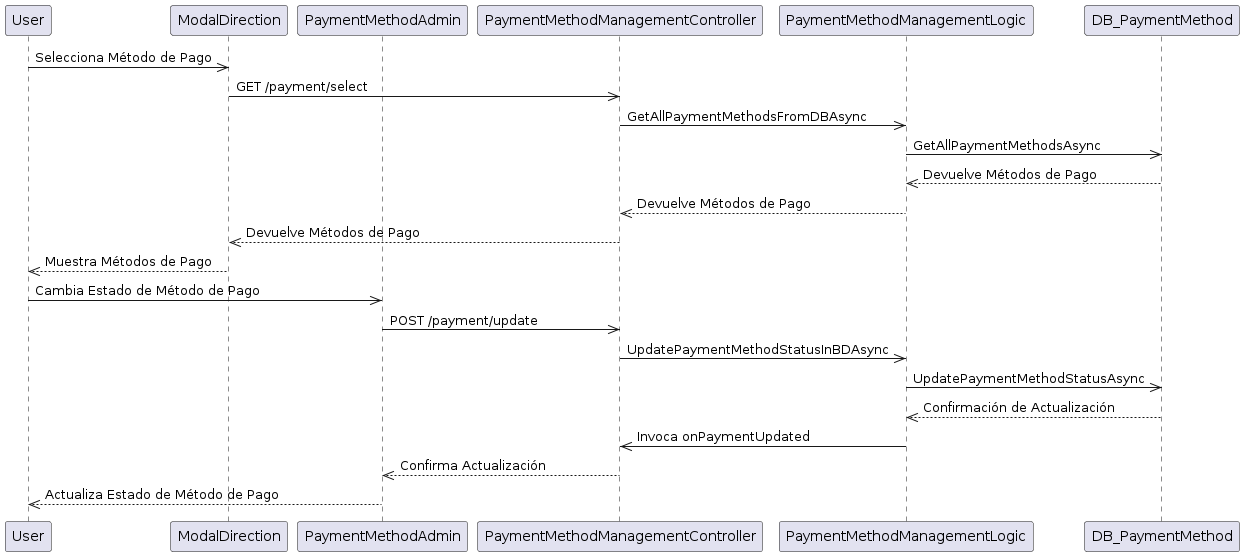 User
ModalDirection
PaymentMethodAdmin
PaymentMethodManagementController
PaymentMethodManagementLogic
DB_PaymentMethod
Selecciona Método de Pago
GET /payment/select
GetAllPaymentMethodsFromDBAsync
GetAllPaymentMethodsAsync
Devuelve Métodos de Pago
Devuelve Métodos de Pago
Devuelve Métodos de Pago
Muestra Métodos de Pago
Cambia Estado de Método de Pago
POST /payment/update
UpdatePaymentMethodStatusInBDAsync
UpdatePaymentMethodStatusAsync
Confirmación de Actualización
Invoca onPaymentUpdated
Confirma Actualización
Actualiza Estado de Método de Pago
User
ModalDirection
PaymentMethodAdmin
PaymentMethodManagementController
PaymentMethodManagementLogic
DB_PaymentMethod